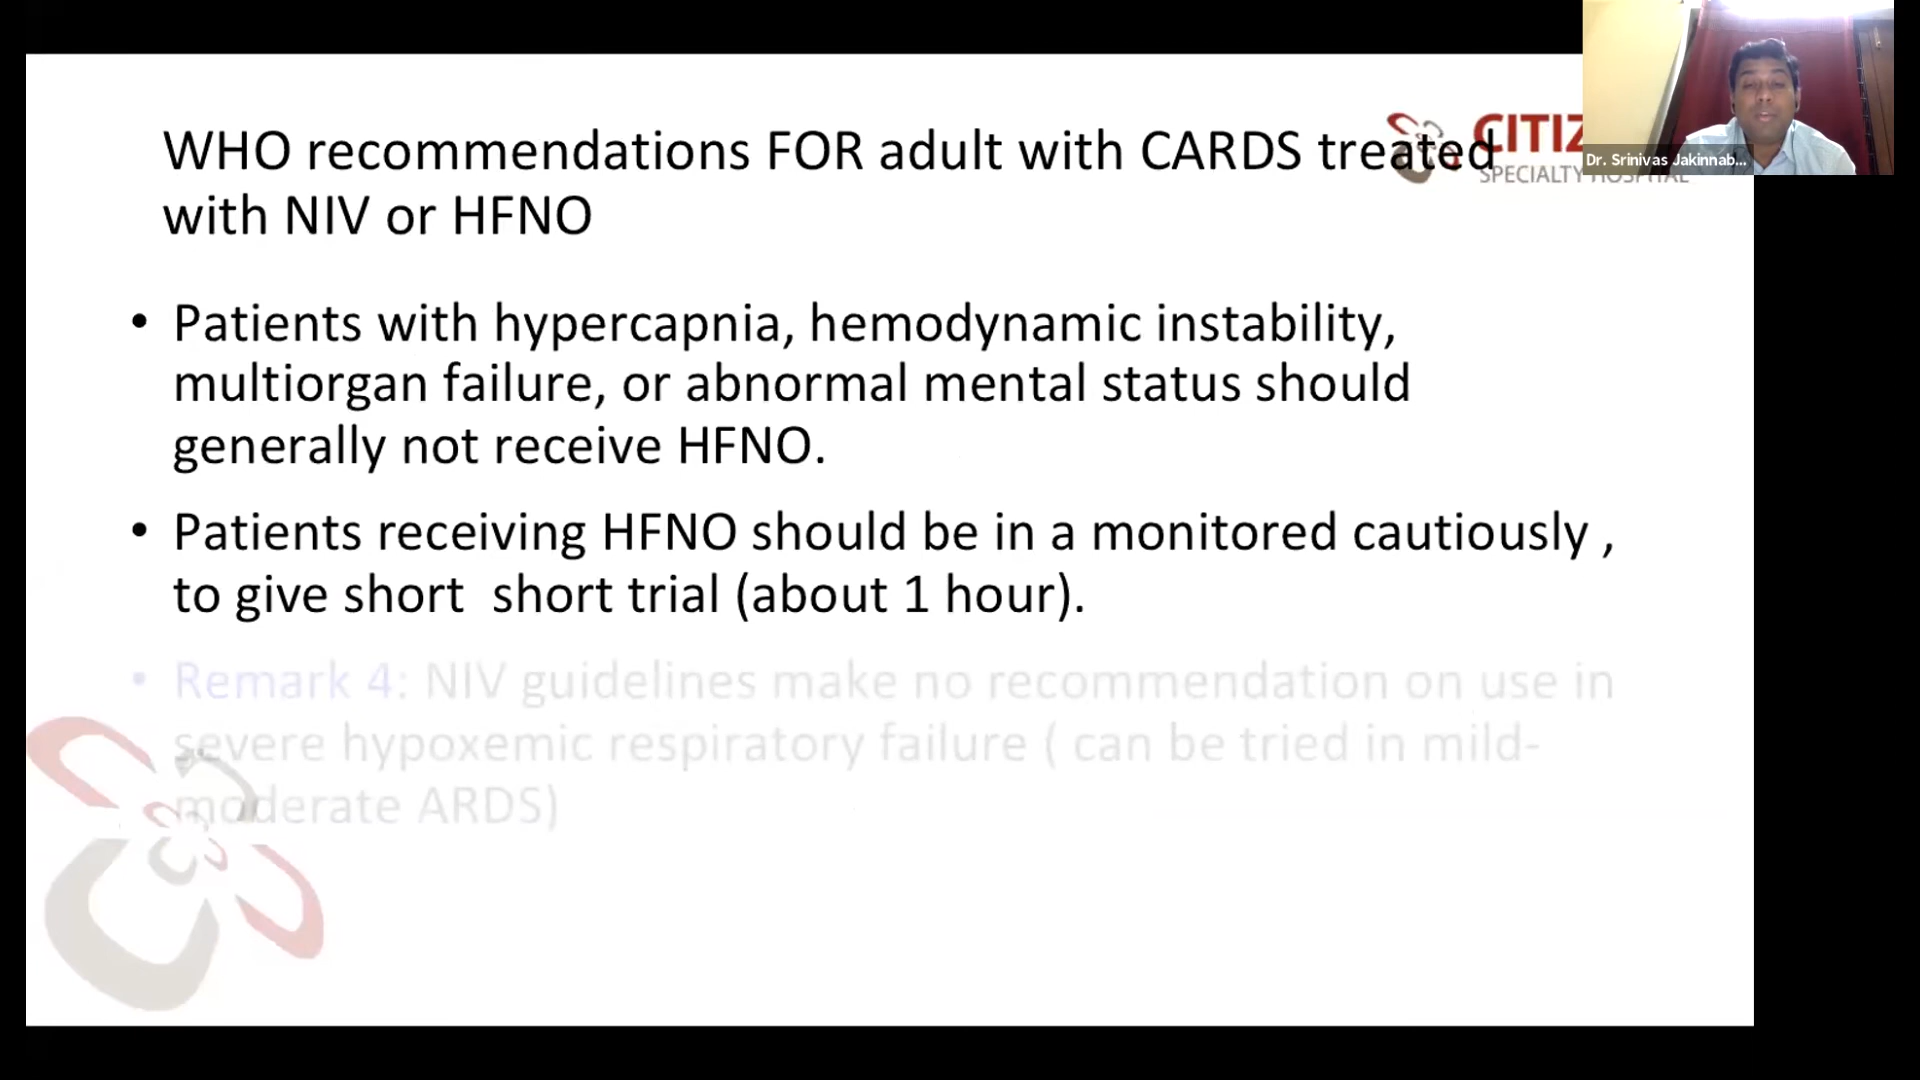 WHO recommendations FOR adult with CARDS treated
with NIV or HFNO
CITIZ
SPECIALTY HOSPITAL
Dr. Srinivas Jakinnab...
• Patients with hypercapnia, hemodynamic instability,
multiorgan failure, or abnormal mental status should
generally not receive HFNO.
• Patients receiving HFNO should be in a monitored cautiously ,
to give short  short trial (about 1 hour).
• Remark 4: NIV guidelines make no recommendation on use in
severe hypoxemic respiratory failure ( can be tried in mild-
moderate ARDS)